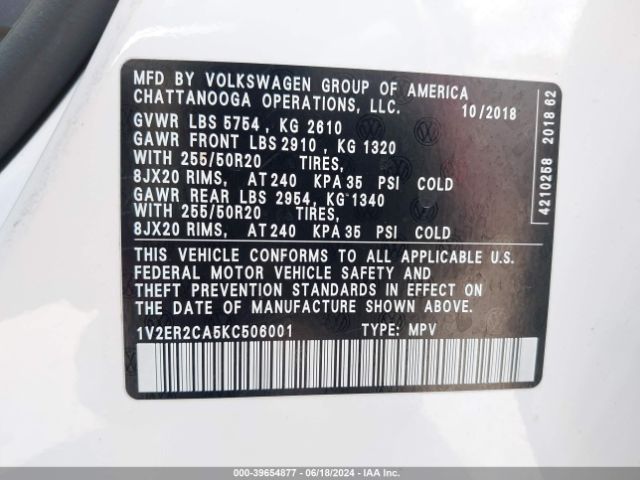 MFD BY VOLKSWAGEN GROUP OF AMERICA
CHATTANOOGA OPERATIONS, LLC. 10/2018
GVWR LBS 5754 , KG 2610
GAWR FRONT LBS 2910 , KG 1320
WITH 255/50R20 TIRES,
8JX20 RIMS, AT 240 KPA 35 PSI COLD
GAWR REAR LBS 2954, KG 1340
WITH 255/50R20 TIRES,
8JX20 RIMS, AT 240 KPA 35 PSI COLD
THIS VEHICLE CONFORMS TO ALL APPLICABLE U.S.
FEDERAL MOTOR VEHICLE SAFETY AND
THEFT PREVENTION STANDARDS IN EFFECT ON
THE DATE OF MANUFACTURE SHOWN ABOVE.
1V2ER2CA5KC506001 TYPE: MPV
4210258 2018 62
000-39654877 - 06/18/2024 - IAA Inc.